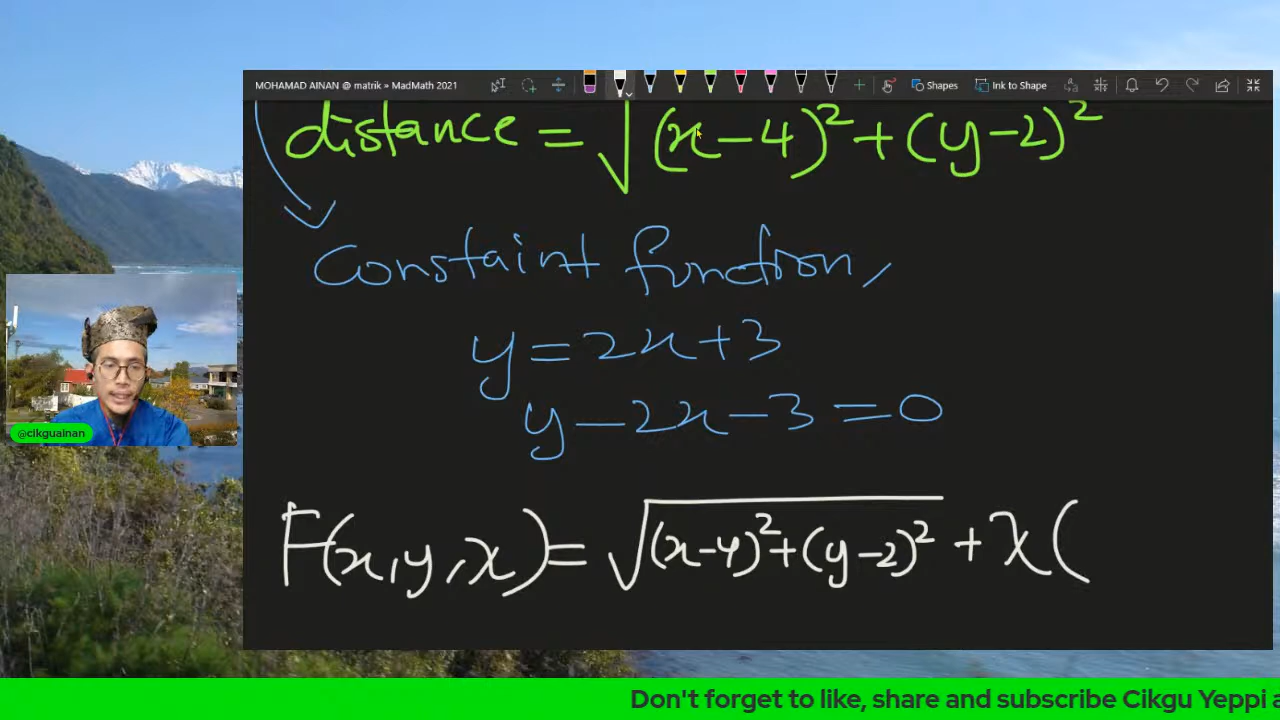 MOHAMAD AINAN @ matrik » MadMath 2021
Shapes
Ink to Shape
distance = √(x-4)²+(y-2)²
Constaint function,
y=2x+3
y-2x-3=0
F(x,y,λ)=√(x-4)²+(y-2)² + λ(
@cikguainan
Don't forget to like, share and subscribe Cikgu Yeppi a